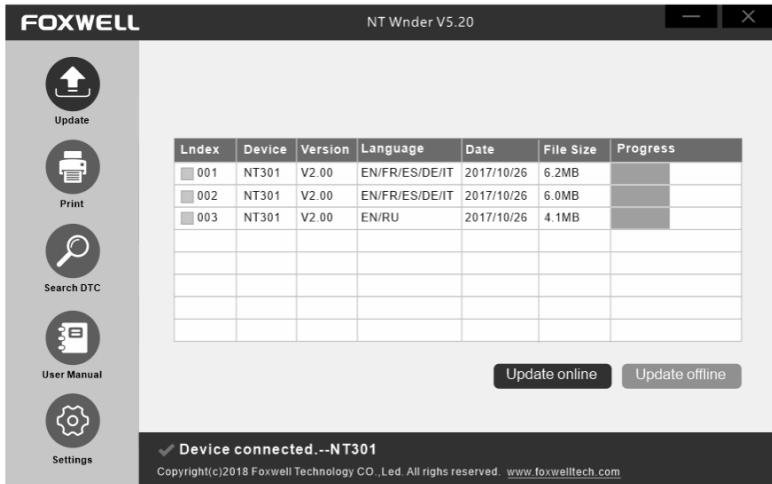 FOXWELL
NT Wnder V5.20
Update
Print
Search DTC
User Manual
Settings
Lndex Device Version Language Date File Size Progress
001 NT301 V2.00 EN/FR/ES/DE/IT 2017/10/26 6.2MB
002 NT301 V2.00 EN/FR/ES/DE/IT 2017/10/26 6.0MB
003 NT301 V2.00 EN/RU 2017/10/26 4.1MB
Update online Update offline
Device connected.--NT301
Copyright(c)2018 Foxwell Technology CO.,Led. All righs reserved. www.foxwelltech.com